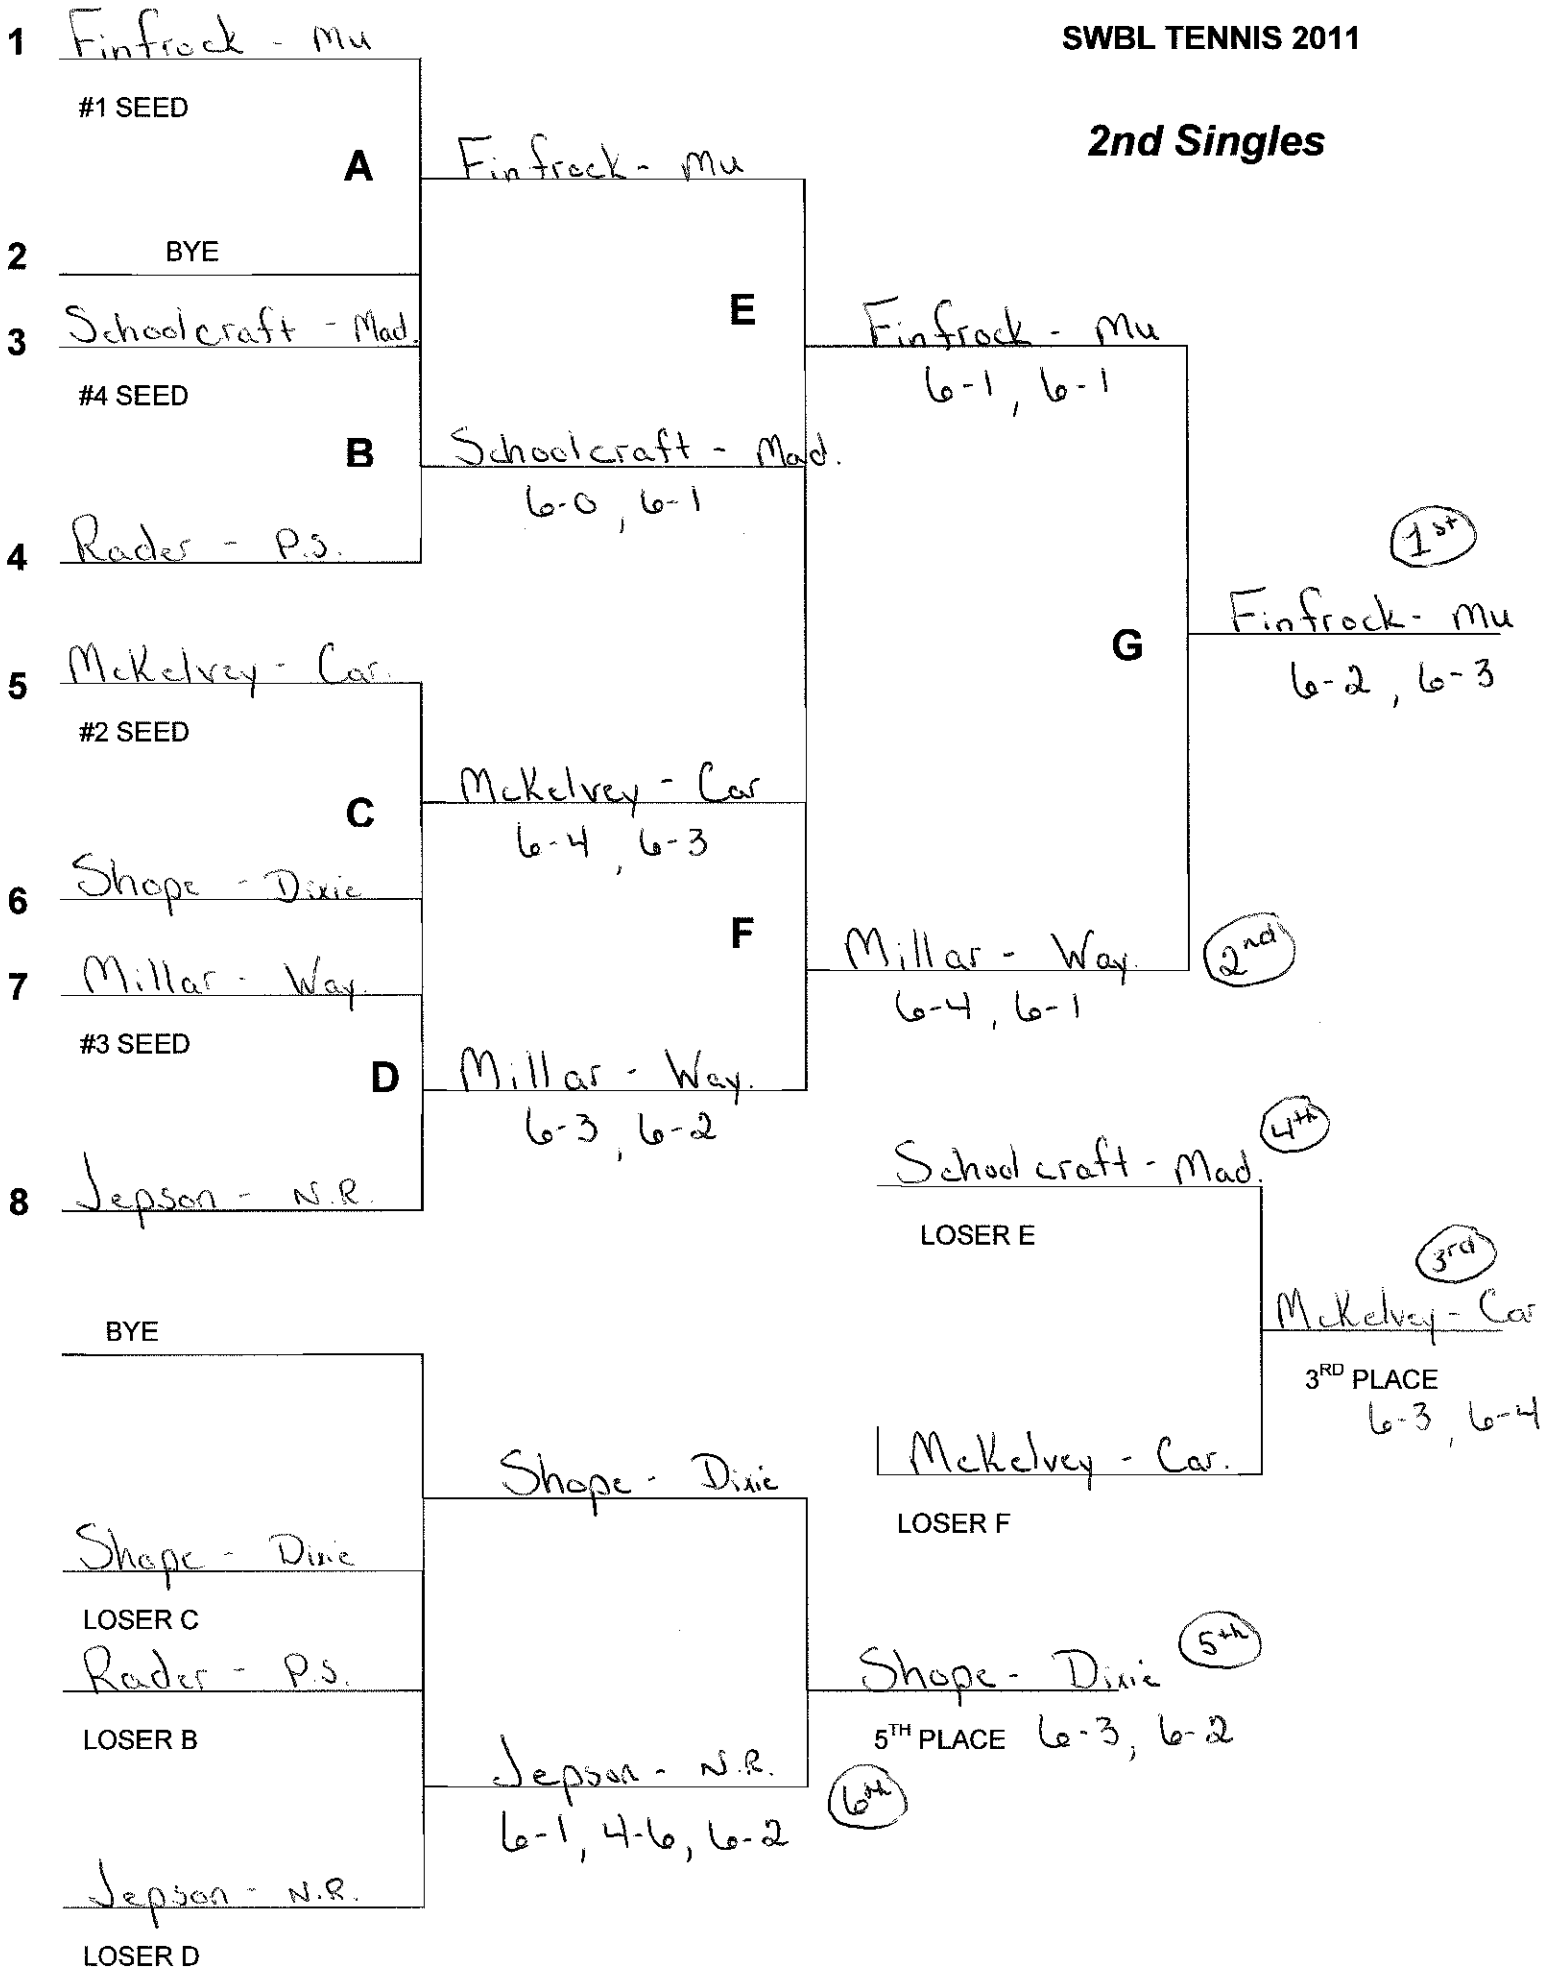 SWBL TENNIS 2011
2nd Singles
1 Finfrock - Mu
#1 SEED
A Finfrock - Mu
2 BYE
3 Schoolcraft - Mad.
#4 SEED
E Finfrock - Mu
6-1, 6-1
B Schoolcraft - Mad.
6-0, 6-1
4 Rader - P.S.
1st
G Finfrock - Mu
6-2, 6-3
5 McKelvey - Car.
#2 SEED
C McKelvey - Car
6-4, 6-3
6 Shope - Dixie
F Millar - Way. 2nd
6-4, 6-1
7 Millar - Way.
#3 SEED
D Millar - Way.
6-3, 6-2
8 Jepson - N.R.
Schoolcraft - Mad. 4th
LOSER E
3rd
McKelvey - Car
3RD PLACE
6-3, 6-4
McKelvey - Car.
LOSER F
BYE
Shope - Dixie
Shope - Dixie
LOSER C
Rader - P.S.
LOSER B
Shope - Dixie 5th
5TH PLACE 6-3, 6-2
Jepson - N.R. 6th
6-1, 4-6, 6-2
Jepson - N.R.
LOSER D